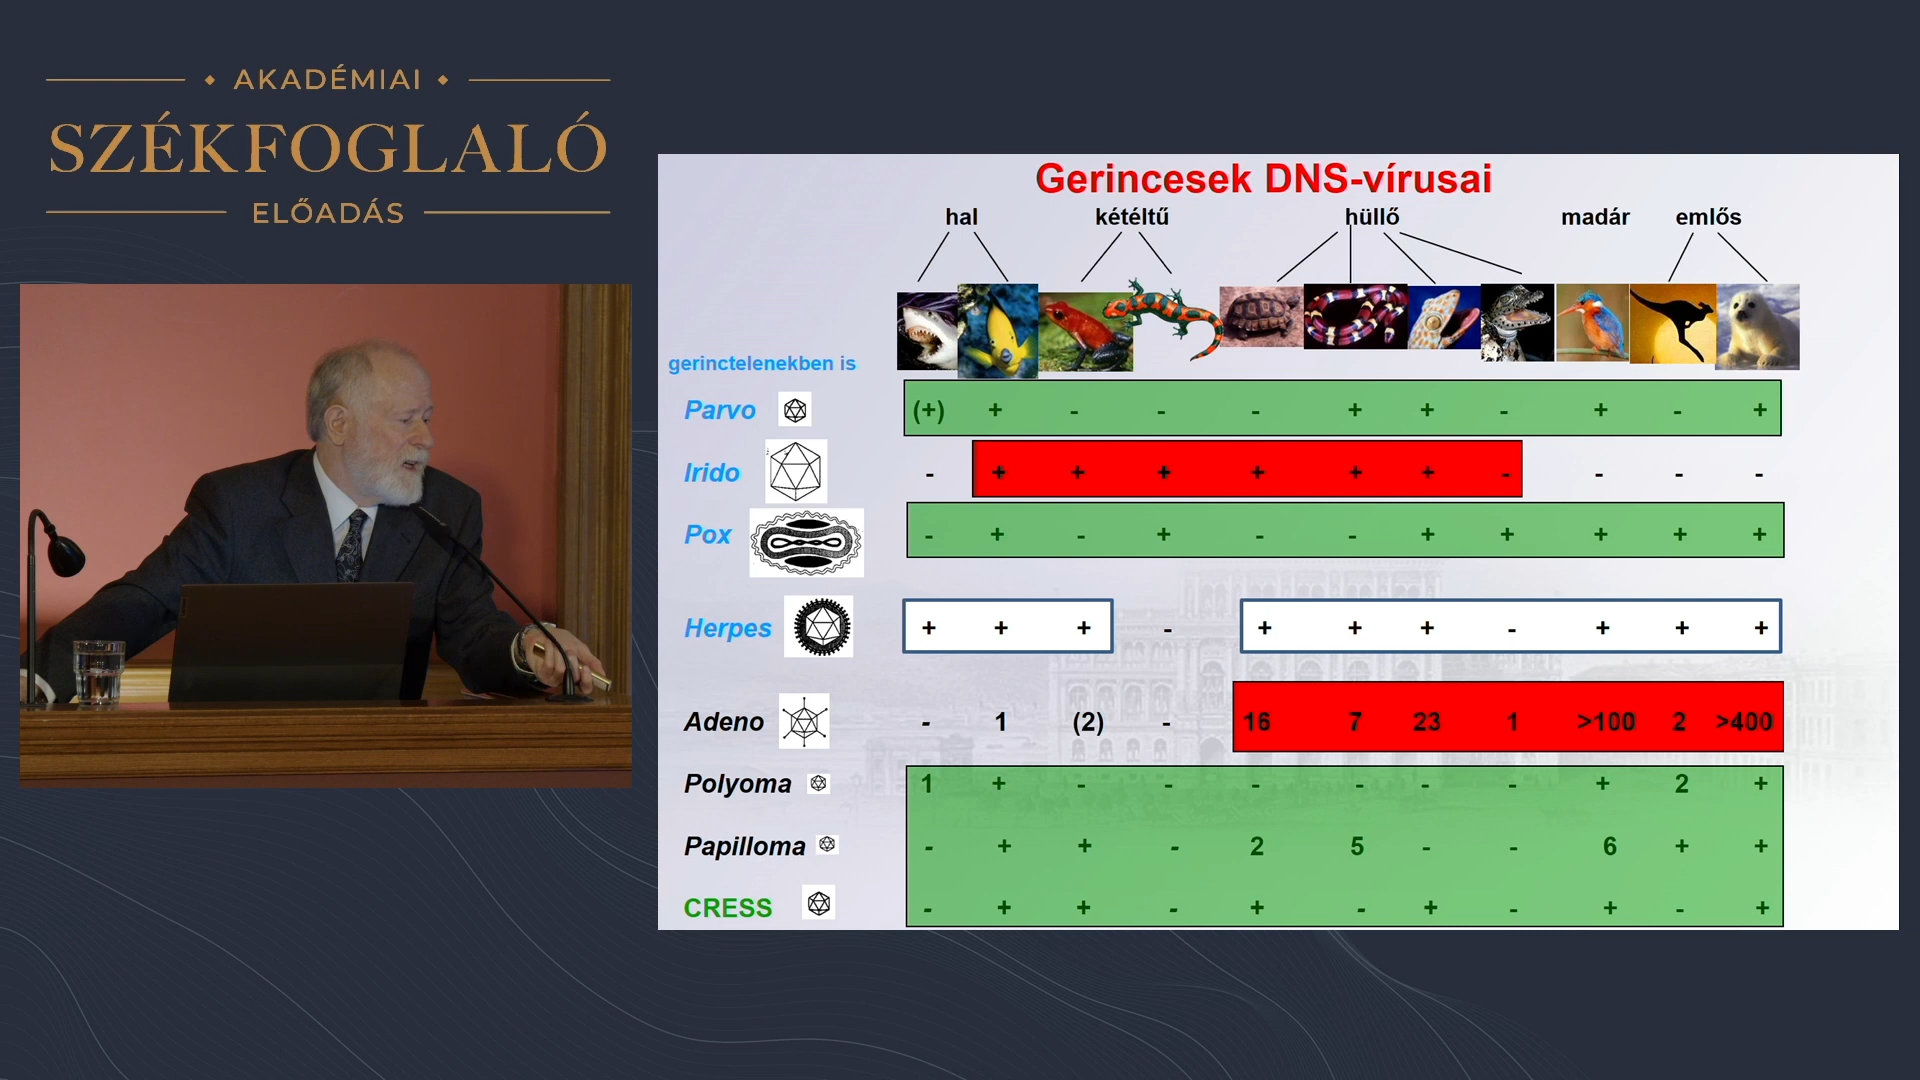 AKADÉMIAI
SZÉKFOGLALÓ
ELŐADÁS
Gerincesek DNS-vírusai
hal kétéltű hüllő madár emlős
gerinctelenekben is
Parvo (+) + - - - + + - + - +
Irido - + + + + + + - - - -
Pox - + - + - - + + + + +
Herpes + + + - + + + - + + +
Adeno - 1 (2) - 16 7 23 1 >100 2 >400
Polyoma 1 + - - - - - - + 2 +
Papilloma - + + - 2 5 - - 6 + +
CRESS - + + - + - + - + - +